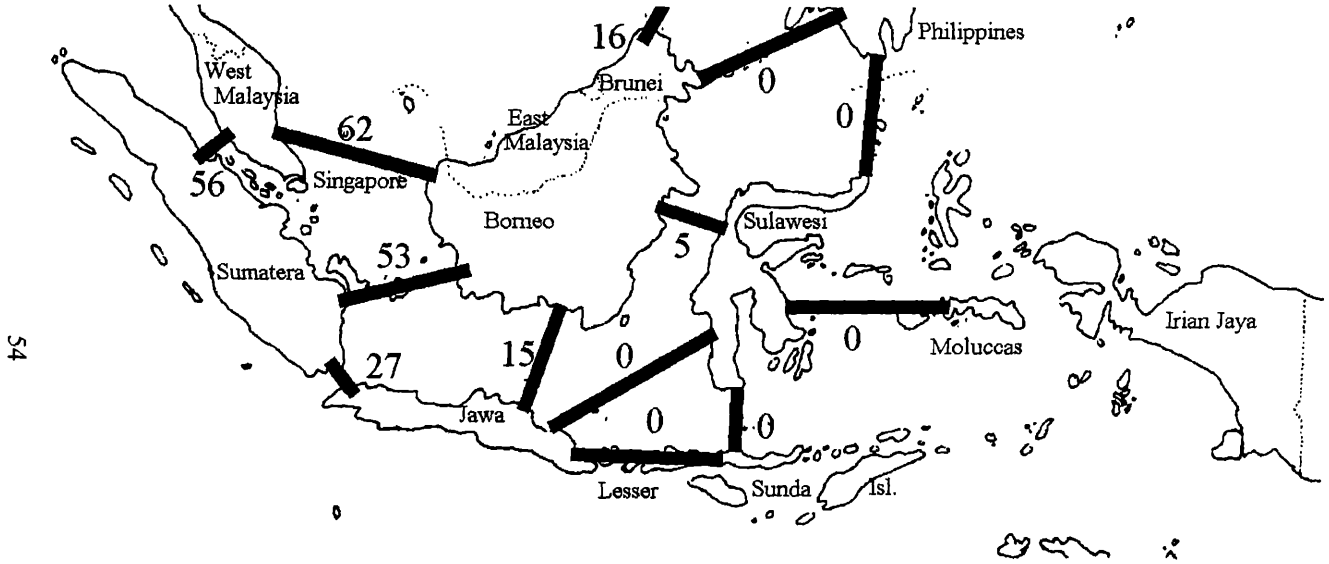 16
Philippines
West
Malaysia
0
Brunei
0
62
East
Malaysia
56
Singapore
Borneo
Sulawesi
5
53
Sumatera
54
Irian Jaya
0
Moluccas
15
0
27
Jawa
0
0
Lesser
Sunda
Isl.